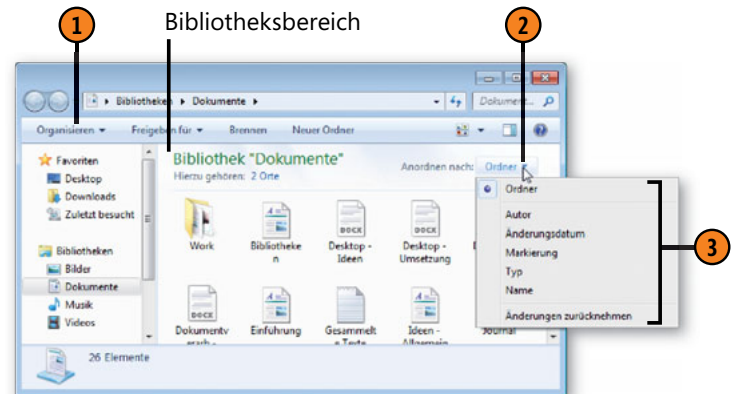 1
Bibliotheksbereich
2
Bibliotheken Dokumente
Dokument...
Organisieren Freigeben für Brennen Neuer Ordner
Favoriten
Desktop
Downloads
Zuletzt besucht
Bibliotheken
Bilder
Dokumente
Musik
Videos
Bibliothek "Dokumente"
Hierzu gehören: 2 Orte
Anordnen nach: Ordner
Work
Bibliotheke
n
Desktop -
Ideen
Desktop -
Umsetzung
Dokumentv
Einführung
Gesammelt
e Texte
Ideen -
Allgemein
Journal
Ordner
Autor
Änderungsdatum
Markierung
Typ
Name
Änderungen zurücknehmen
3
26 Elemente